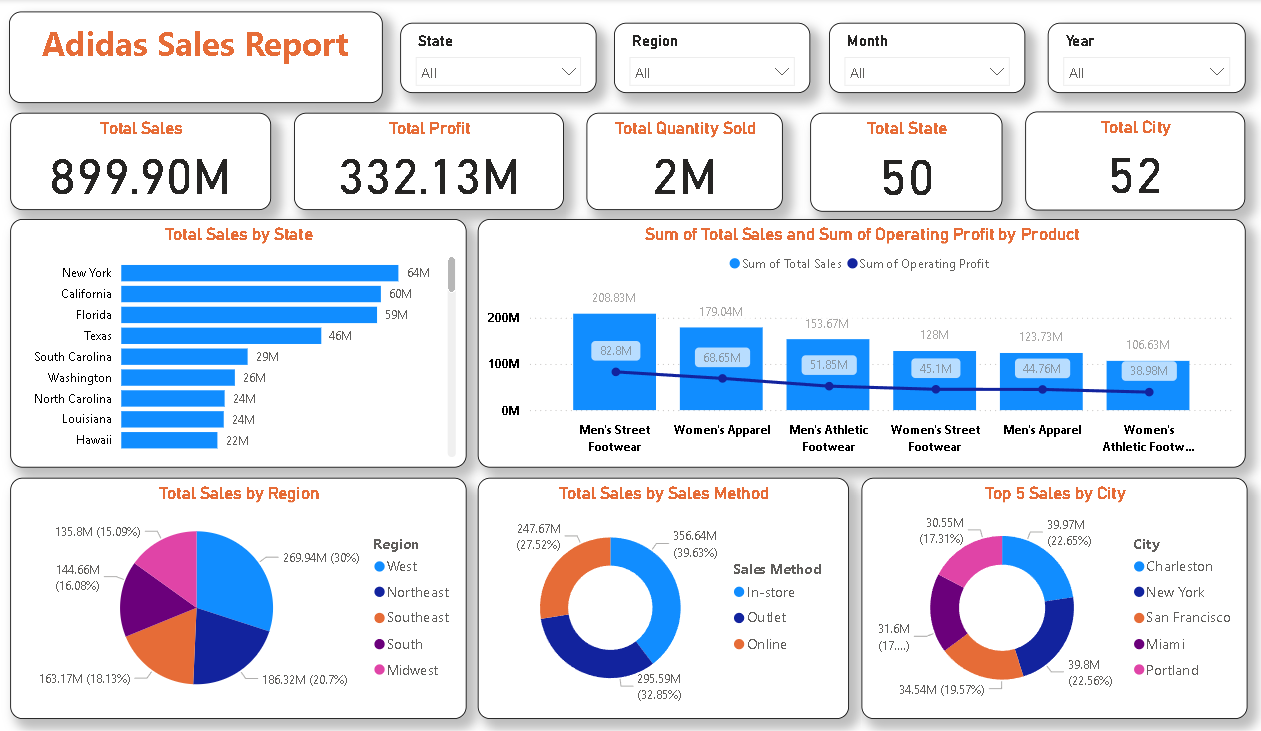 Adidas Sales Report
State
All
Region
All
Month
All
Year
All
Total Sales
899.90M
Total Profit
332.13M
Total Quantity Sold
2M
Total State
50
Total City
52
Total Sales by State
New York 64M
California 60M
Florida 59M
Texas 46M
South Carolina 29M
Washington 26M
North Carolina 24M
Louisiana 24M
Hawaii 22M
Sum of Total Sales and Sum of Operating Profit by Product
Sum of Total Sales Sum of Operating Profit
200M
100M
0M
208.83M
179.04M
153.67M
128M
123.73M
106.63M
82.8M
68.65M
51.85M
45.1M
44.76M
38.98M
Men's Street
Footwear
Women's Apparel
Men's Athletic
Footwear
Women's Street
Footwear
Men's Apparel
Women's
Athletic Footw...
Total Sales by Region
135.8M (15.09%)
269.94M (30%)
144.66M
(16.08%)
163.17M (18.13%)
186.32M (20.7%)
Region
West
Northeast
Southeast
South
Midwest
Total Sales by Sales Method
247.67M
(27.52%)
356.64M
(39.63%)
295.59M
(32.85%)
Sales Method
In-store
Outlet
Online
Top 5 Sales by City
30.55M
(17.31%)
39.97M
(22.65%)
31.6M
(17....)
34.54M (19.57%)
39.8M
(22.56%)
City
Charleston
New York
San Francisco
Miami
Portland